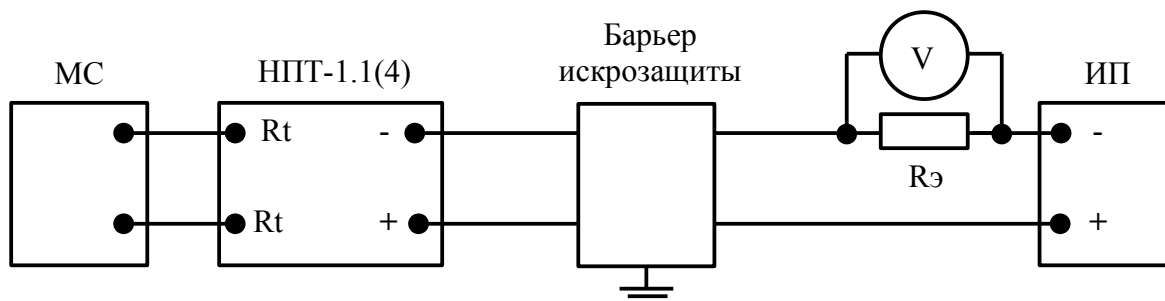 МС
НПТ-1.1(4)
Барьер
искрозащиты
V
ИП
Rt
-
-
Rэ
Rt
+
+